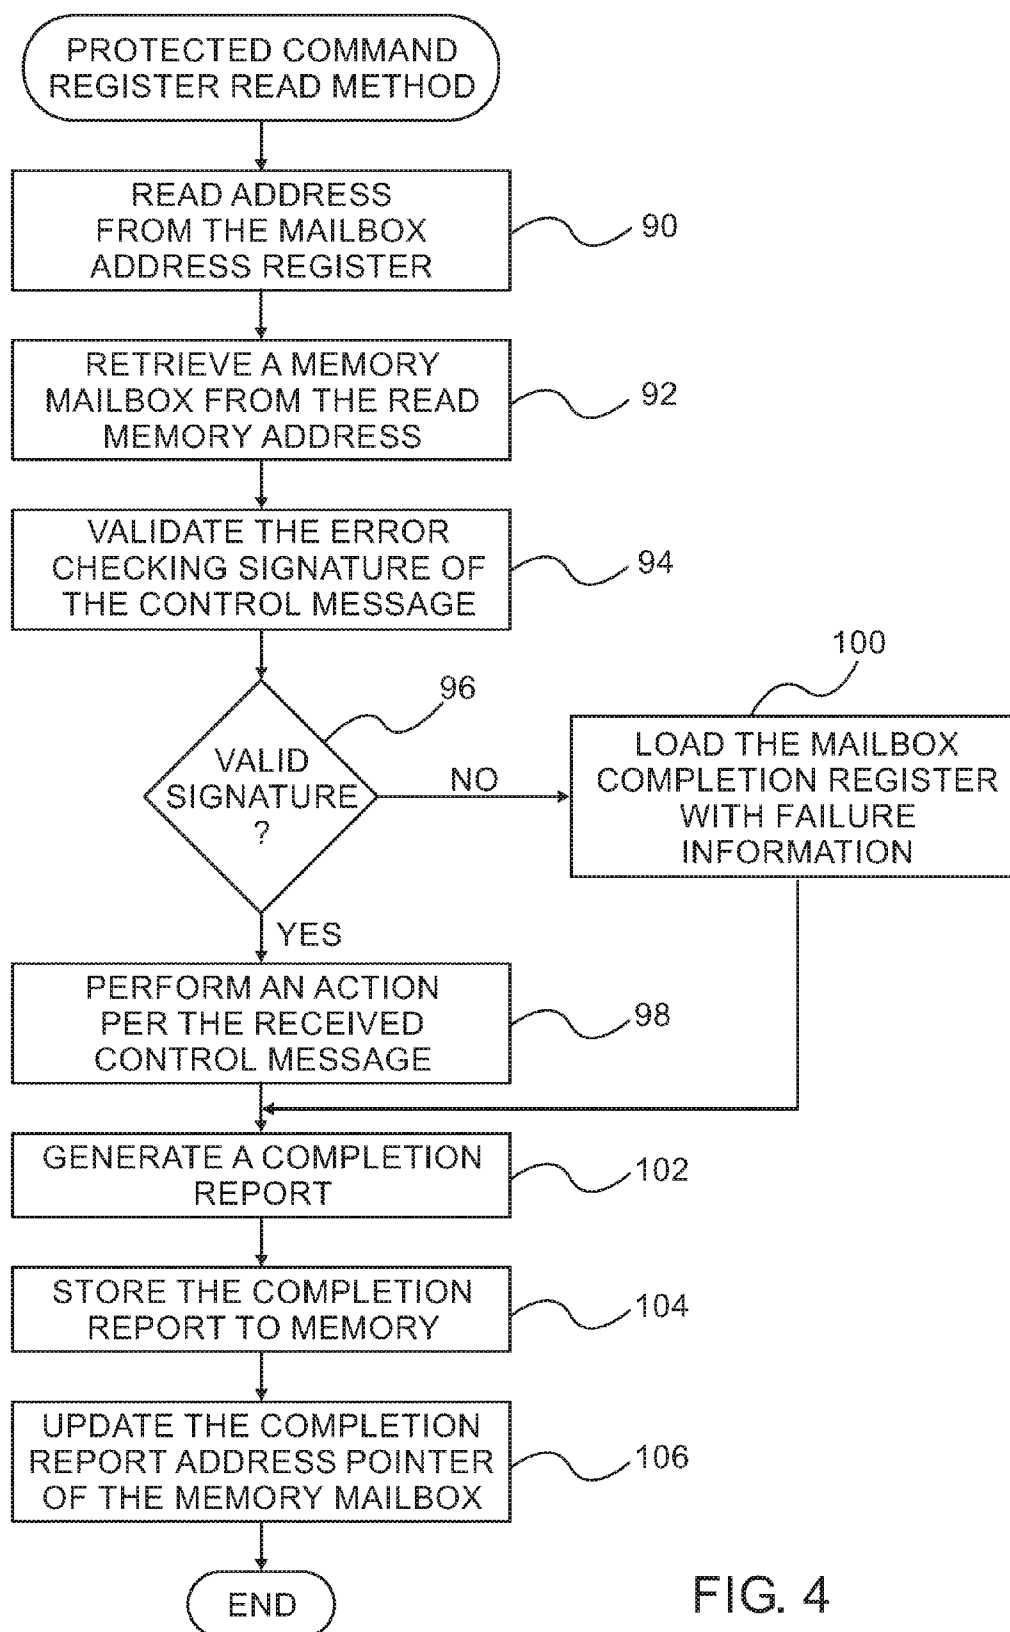 PROTECTED COMMAND
REGISTER READ METHOD
READ ADDRESS
FROM THE MAILBOX
ADDRESS REGISTER
90
RETRIEVE A MEMORY
MAILBOX FROM THE READ
MEMORY ADDRESS
92
VALIDATE THE ERROR
CHECKING SIGNATURE OF
THE CONTROL MESSAGE
94
96
VALID
SIGNATURE
?
NO
100
LOAD THE MAILBOX
COMPLETION REGISTER
WITH FAILURE
INFORMATION
YES
PERFORM AN ACTION
PER THE RECEIVED
CONTROL MESSAGE
98
GENERATE A COMPLETION
REPORT
102
STORE THE COMPLETION
REPORT TO MEMORY
104
UPDATE THE COMPLETION
REPORT ADDRESS POINTER
OF THE MEMORY MAILBOX
106
END
FIG. 4